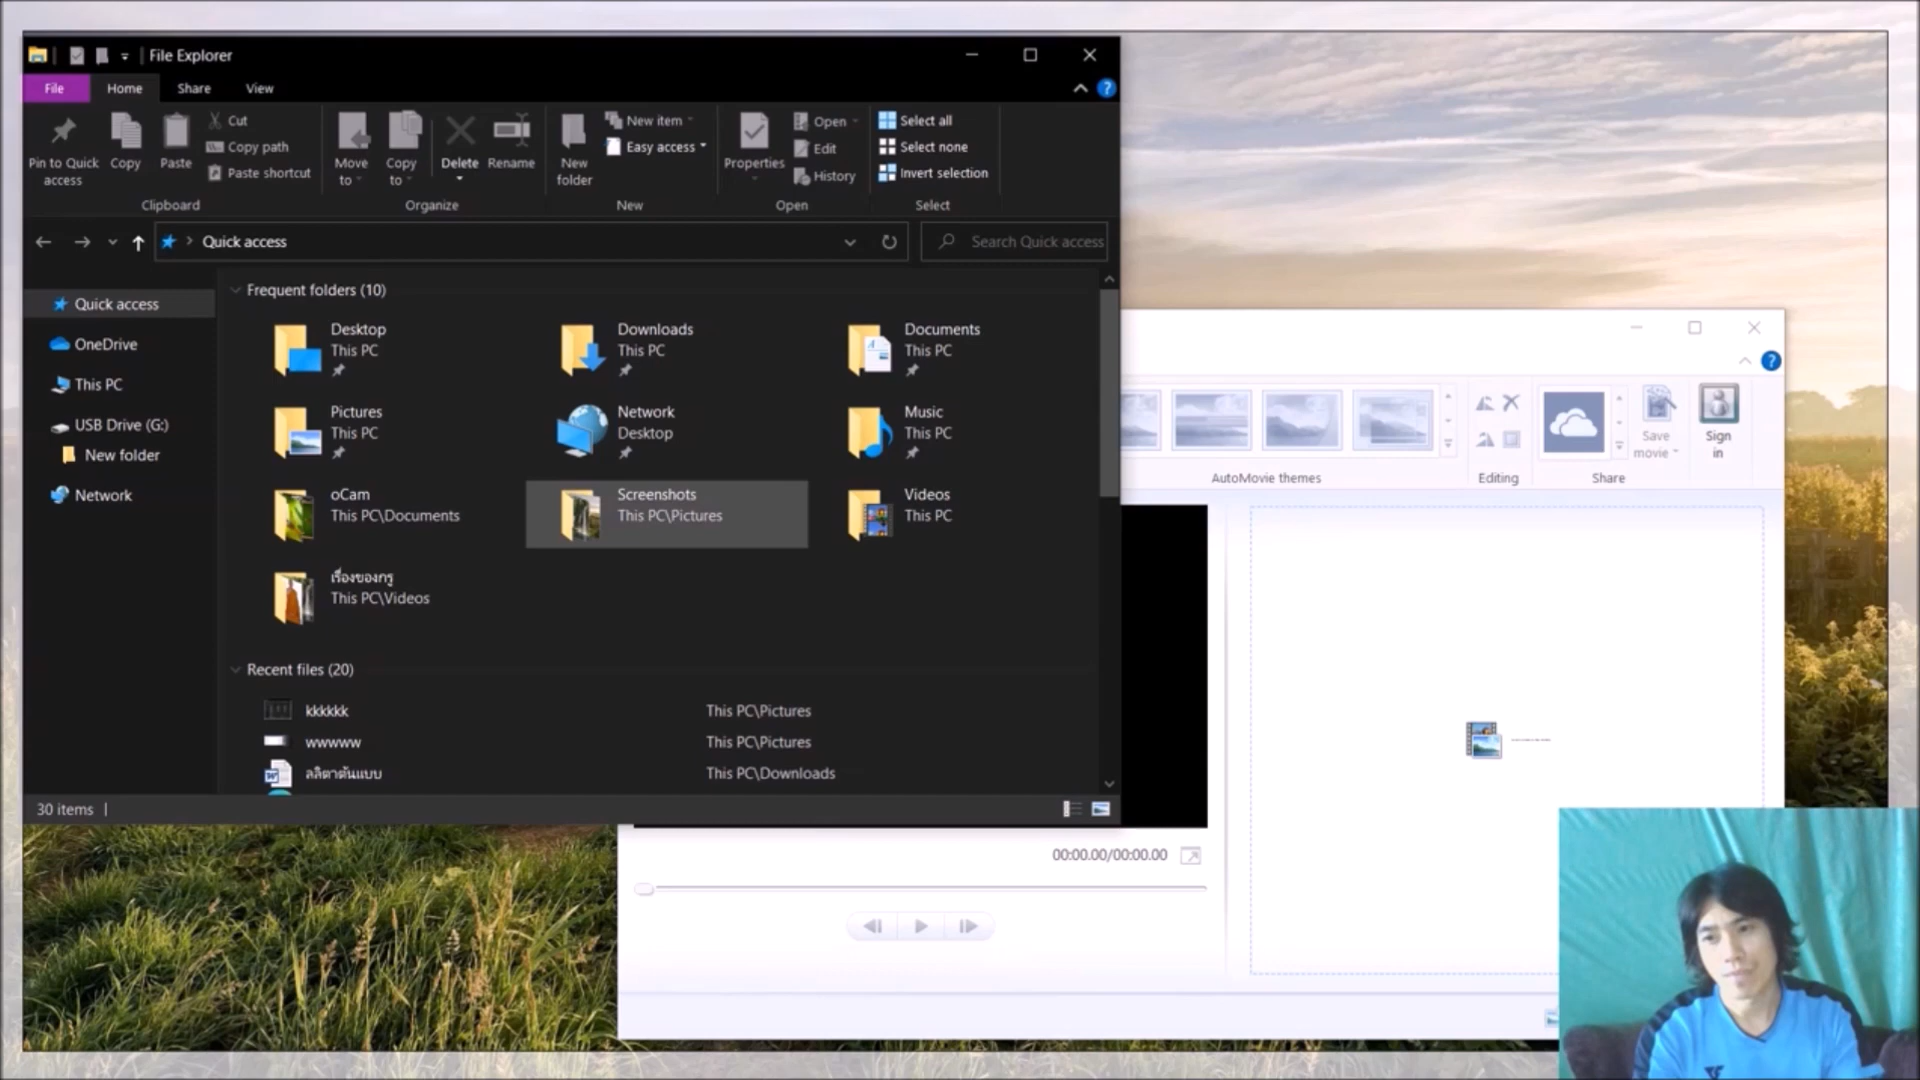 File Explorer
File Home Share View
Pin to Quick access
Copy
Paste
Cut
Copy path
Paste shortcut
Move to
Copy to
Delete
Rename
New folder
New item
Easy access
Properties
Open
Edit
History
Select all
Select none
Invert selection
Clipboard Organize New Open Select
Quick access
Search Quick access
Quick access
OneDrive
This PC
USB Drive (G:)
New folder
Network
Frequent folders (10)
Desktop
This PC
Downloads
This PC
Documents
This PC
Pictures
This PC
Network
Desktop
Music
This PC
oCam
This PC\Documents
Screenshots
This PC\Pictures
Videos
This PC
เรื่องของกรู
This PC\Videos
Recent files (20)
kkkkkk This PC\Pictures
wwwww This PC\Pictures
ลลิตาต้นแบบ This PC\Downloads
30 items
AutoMovie themes
Editing
Share
Save movie
Sign in
00:00.00/00:00.00